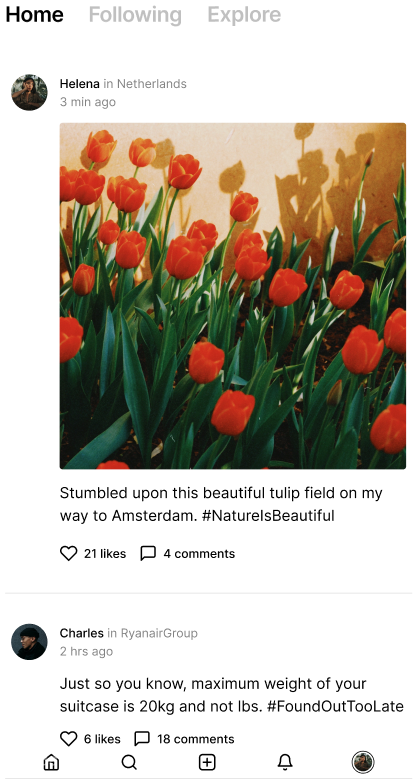 Home Following Explore
Helena in Netherlands
3 min ago
Stumbled upon this beautiful tulip field on my
way to Amsterdam. #NatureIsBeautiful
21 likes 4 comments
Charles in RyanairGroup
2 hrs ago
Just so you know, maximum weight of your
suitcase is 20kg and not lbs. #FoundOutTooLate
6 likes 18 comments